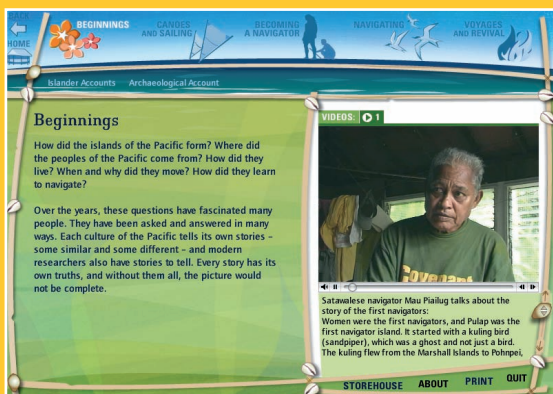 BACK
HOME
BEGINNINGS
CANOES
AND SAILING
BECOMING
A NAVIGATOR
NAVIGATING
VOYAGES
AND REVIVAL
Islander Accounts Archaeological Account
Beginnings
How did the islands of the Pacific form? Where did
the peoples of the Pacific come from? How did they
live? When and why did they move? How did they learn
to navigate?
Over the years, these questions have fascinated many
people. They have been asked and answered in many
ways. Each culture of the Pacific tells its own stories –
some similar and some different – and modern
researchers also have stories to tell. Every story has its
own truths, and without them all, the picture would
not be complete.
VIDEOS: 1
Covenant
Satawalese navigator Mau Piailug talks about the
story of the first navigators:
Women were the first navigators, and Pulap was the
first navigator island. It started with a kuling bird
(sandpiper), which was a ghost and not just a bird.
The kuling flew from the Marshall Islands to Pohnpei,
STOREHOUSE ABOUT PRINT QUIT